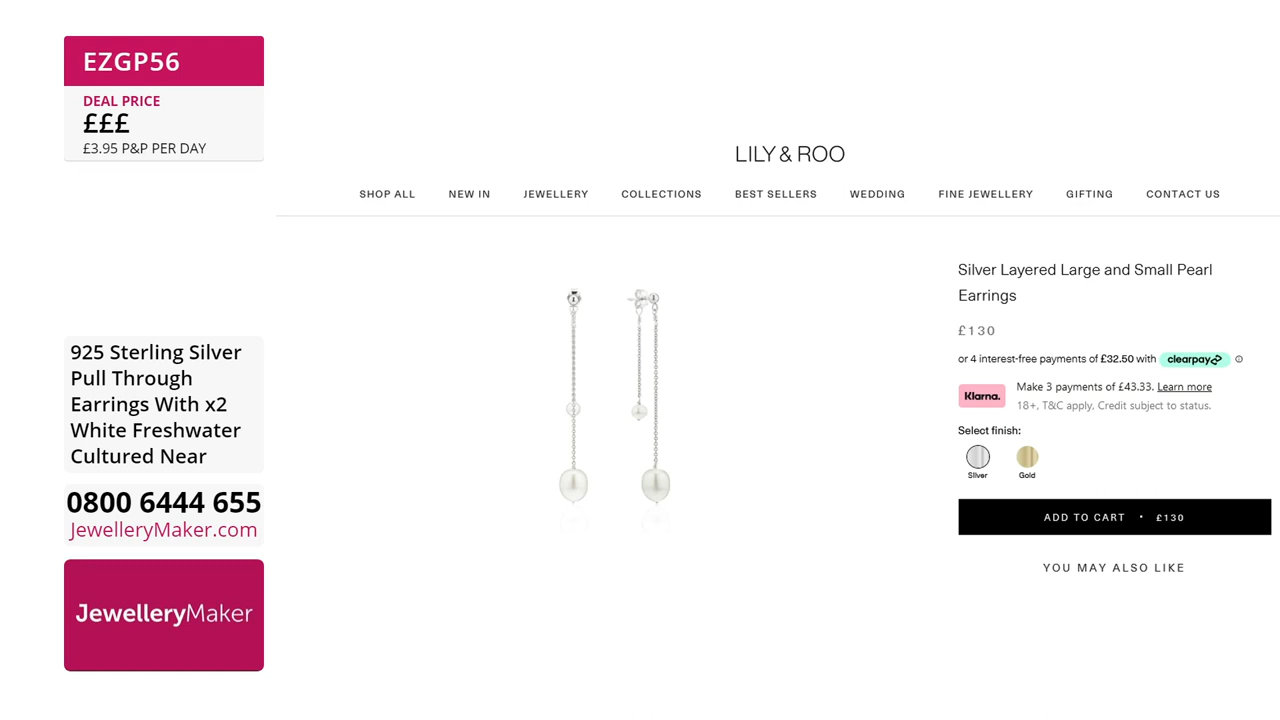 EZGP56
DEAL PRICE
£££
£3.95 P&P PER DAY
925 Sterling Silver
Pull Through
Earrings With x2
White Freshwater
Cultured Near
0800 6444 655
JewelleryMaker.com
JewelleryMaker
LILY & ROO
SHOP ALL NEW IN JEWELLERY COLLECTIONS BEST SELLERS WEDDING FINE JEWELLERY GIFTING CONTACT US
Silver Layered Large and Small Pearl
Earrings
£130
or 4 interest-free payments of £32.50 with clearpay
Klarna.
Make 3 payments of £43.33. Learn more
18+, T&C apply, Credit subject to status.
Select finish:
Silver Gold
ADD TO CART • £130
YOU MAY ALSO LIKE